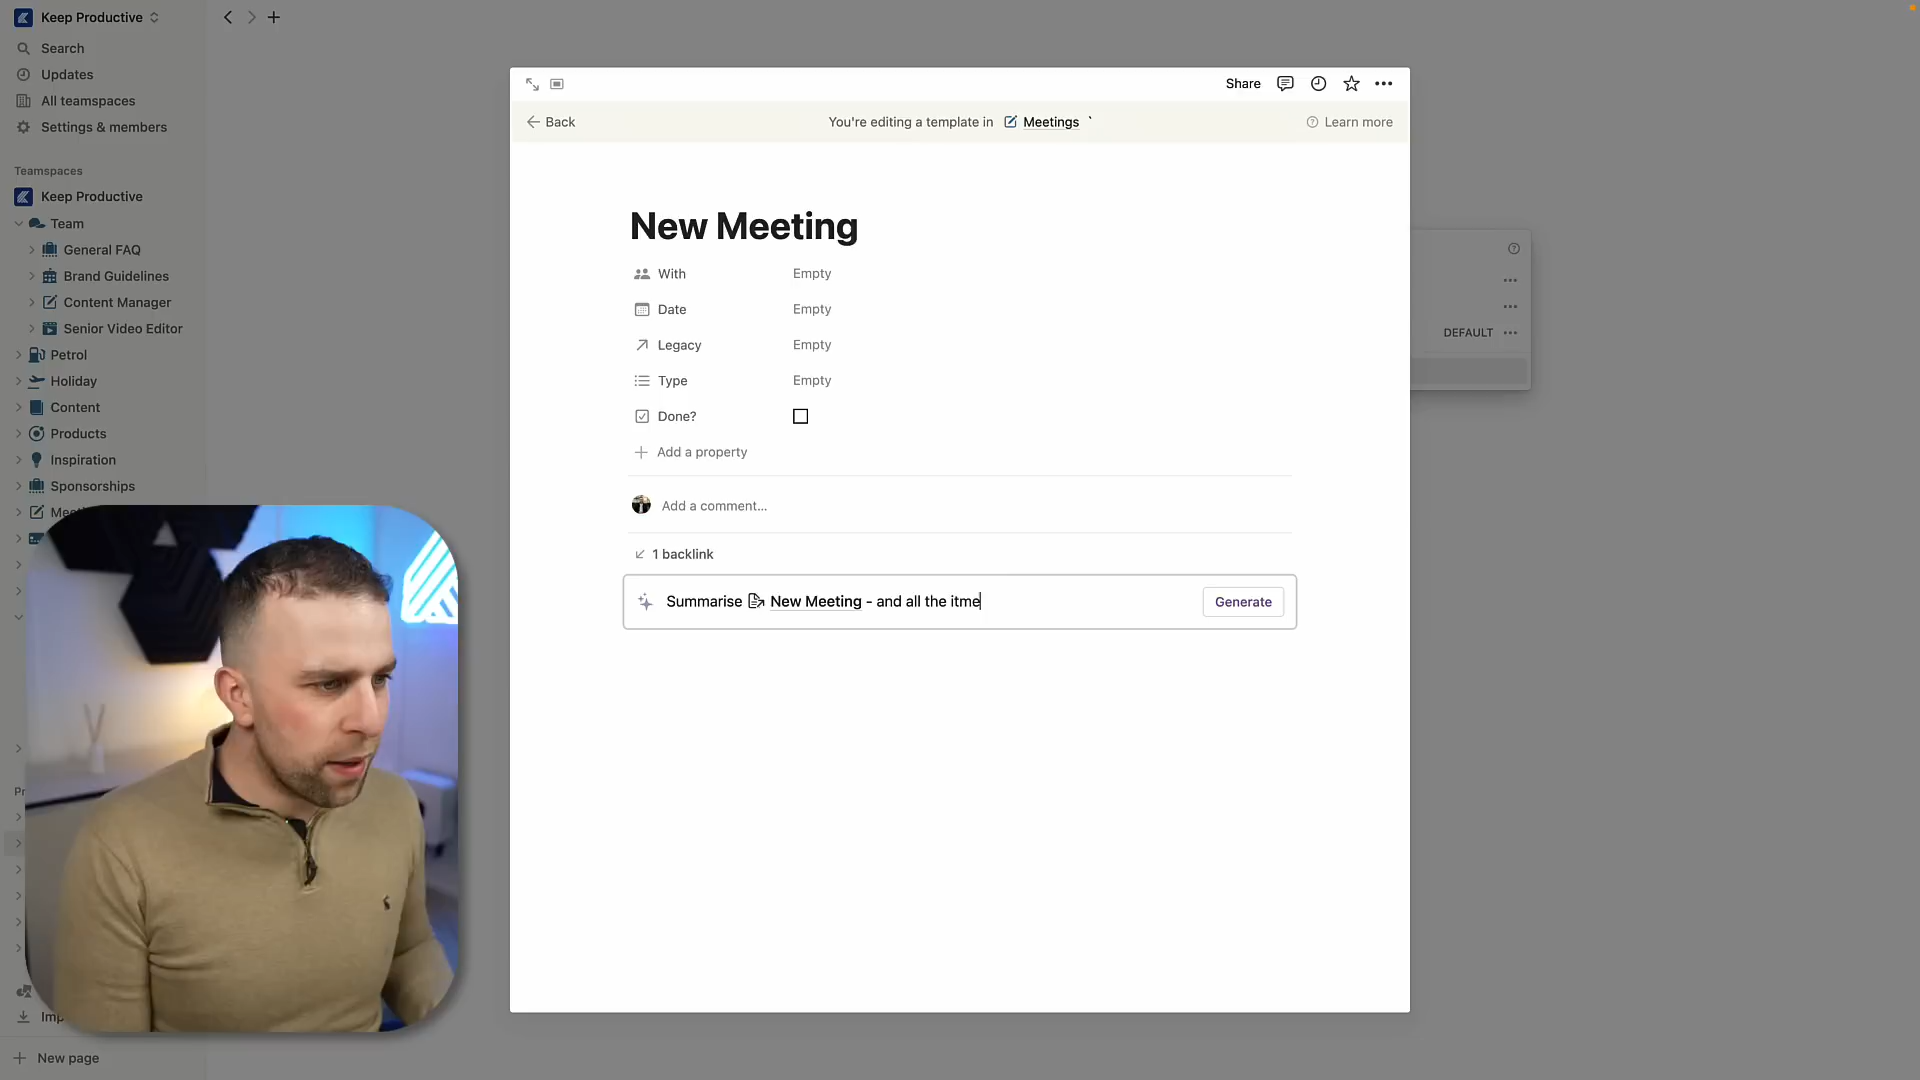 Keep Productive
Search
Updates
All teamspaces
Settings & members
Teamspaces
Keep Productive
Team
General FAQ
Brand Guidelines
Content Manager
Senior Video Editor
Petrol
Holiday
Content
Products
Inspiration
Sponsorships
New page
Share
Back
You're editing a template in Meetings
Learn more
New Meeting
With Empty
Date Empty
Legacy Empty
Type Empty
Done?
Add a property
Add a comment...
1 backlink
Summarise New Meeting - and all the itme
Generate
DEFAULT